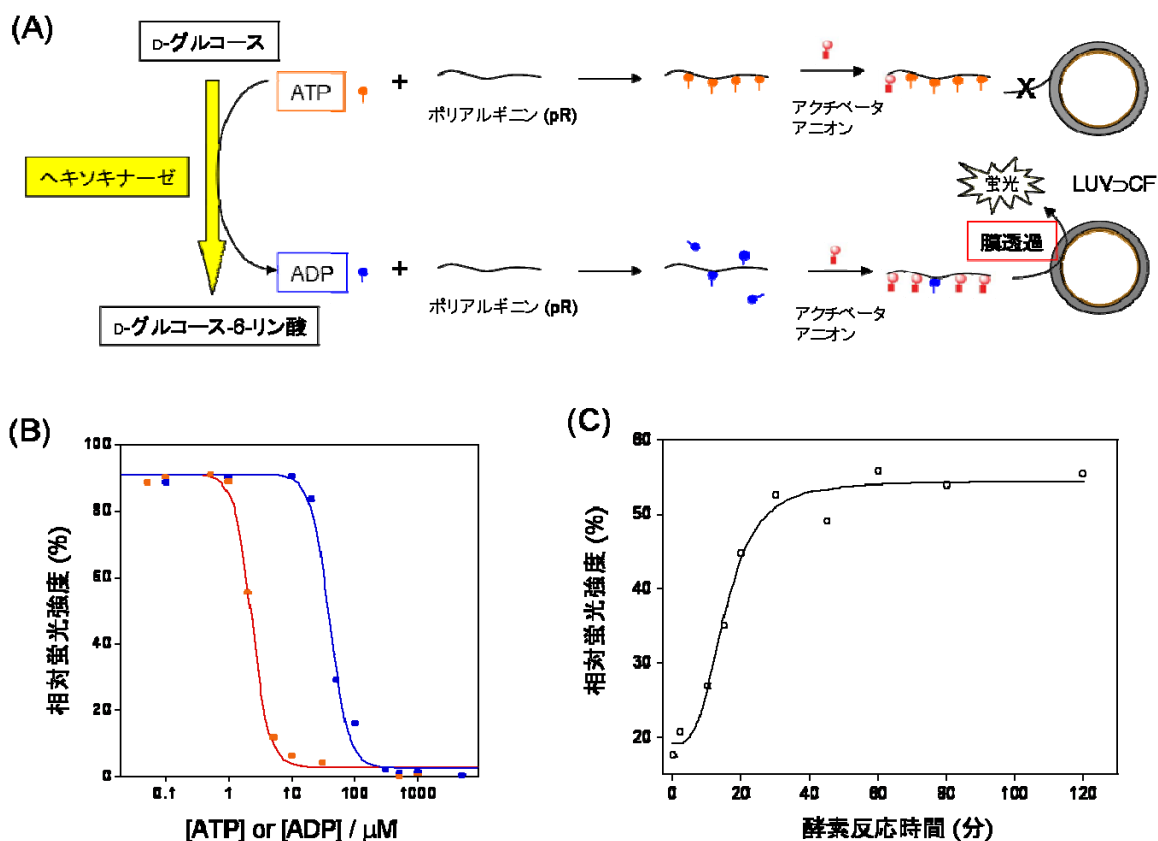 (A)
D-グルコース
ATP
+
ポリアルギニン (pR)
アクチベータ
アニオン
X
ヘキソキナーゼ
蛍光
LUV⊃CF
膜透過
ADP
+
ポリアルギニン (pR)
アクチベータ
アニオン
D-グルコース-6-リン酸
(B)
相対蛍光強度 (%)
100
80
60
40
20
0
0.1 1 10 100 1000
[ATP] or [ADP] / μM
(C)
相対蛍光強度 (%)
60
50
40
30
20
0 20 40 60 80 100 120
酵素反応時間 (分)